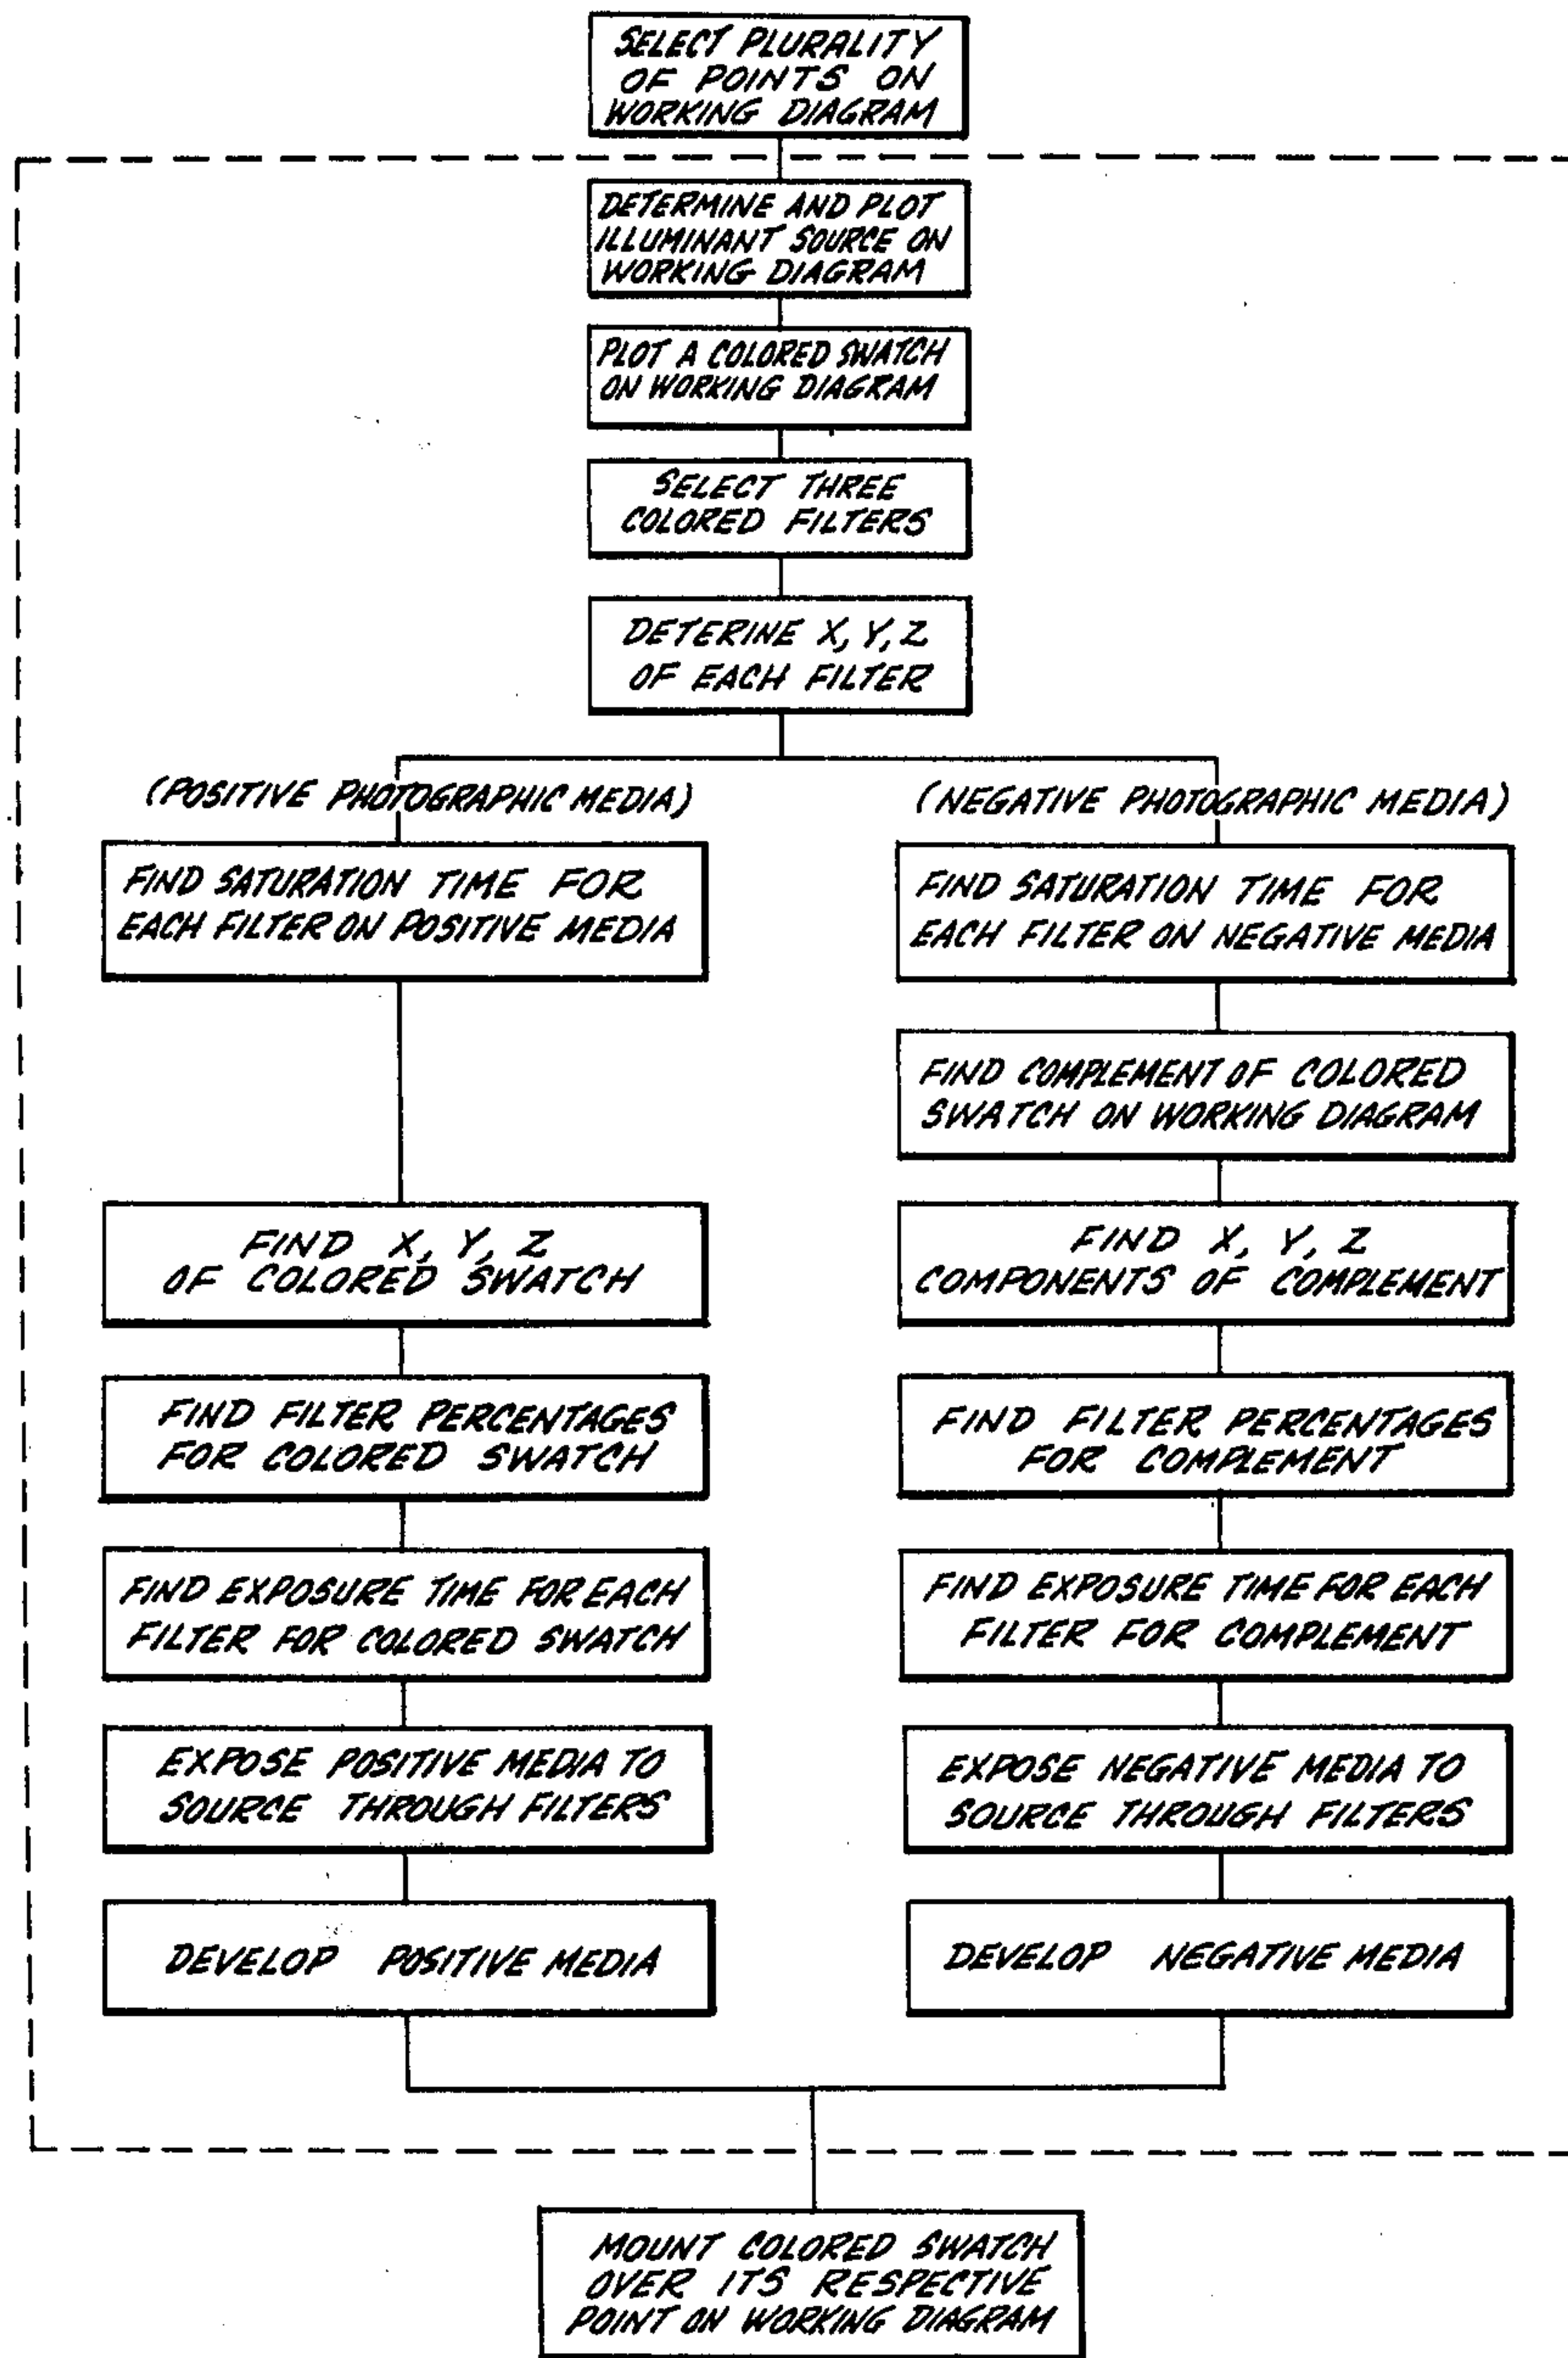 SELECT PLURALITY
OF POINTS ON
WORKING DIAGRAM
DETERMINE AND PLOT
ILLUMINANT SOURCE ON
WORKING DIAGRAM
PLOT A COLORED SWATCH
ON WORKING DIAGRAM
SELECT THREE
COLORED FILTERS
DETERINE X, Y, Z
OF EACH FILTER
(POSITIVE PHOTOGRAPHIC MEDIA)
FIND SATURATION TIME FOR
EACH FILTER ON POSITIVE MEDIA
FIND X, Y, Z
OF COLORED SWATCH
FIND FILTER PERCENTAGES
FOR COLORED SWATCH
FIND EXPOSURE TIME FOR EACH
FILTER FOR COLORED SWATCH
EXPOSE POSITIVE MEDIA TO
SOURCE THROUGH FILTERS
DEVELOP POSITIVE MEDIA
(NEGATIVE PHOTOGRAPHIC MEDIA)
FIND SATURATION TIME FOR
EACH FILTER ON NEGATIVE MEDIA
FIND COMPLEMENT OF COLORED
SWATCH ON WORKING DIAGRAM
FIND X, Y, Z
COMPONENTS OF COMPLEMENT
FIND FILTER PERCENTAGES
FOR COMPLEMENT
FIND EXPOSURE TIME FOR EACH
FILTER FOR COMPLEMENT
EXPOSE NEGATIVE MEDIA TO
SOURCE THROUGH FILTERS
DEVELOP NEGATIVE MEDIA
MOUNT COLORED SWATCH
OVER ITS RESPECTIVE
POINT ON WORKING DIAGRAM